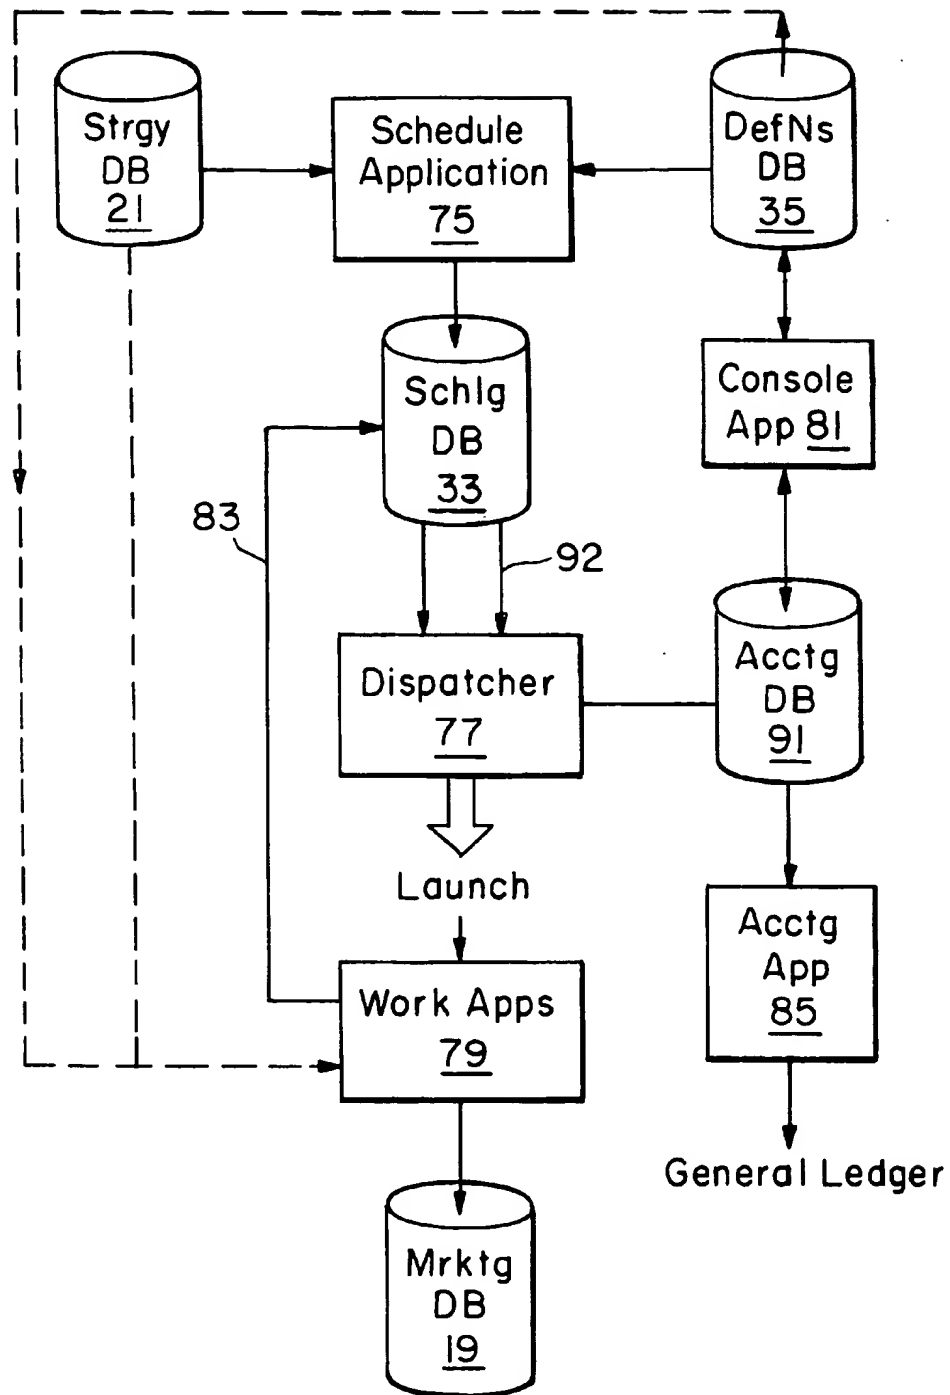 Strgy
DB
21
Schedule
Application
75
DefNs
DB
35
Schlg
DB
33
Console
App 81
83
92
Dispatcher
77
Acctg
DB
91
Launch
Work Apps
79
Acctg
App
85
General Ledger
Mrktg
DB
19